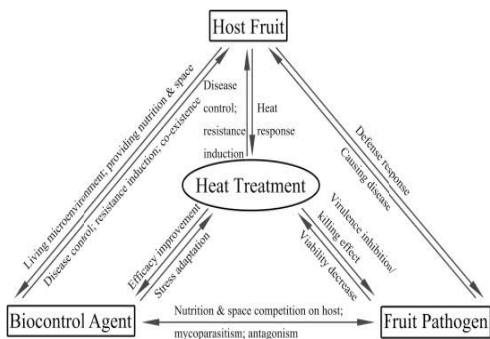 Host Fruit
Living microenvironment; providing nutrition & space
Disease control; resistance induction; co-existence
Disease
control;
resistance
induction
Heat
response
Defense response
Causing disease
Heat Treatment
Efficacy improvement
Stress adaptation
Virulence inhibition/
killing effect
Viability decrease
Biocontrol Agent
Nutrition & space competition on host;
mycoparasitism; antagonism
Fruit Pathogen